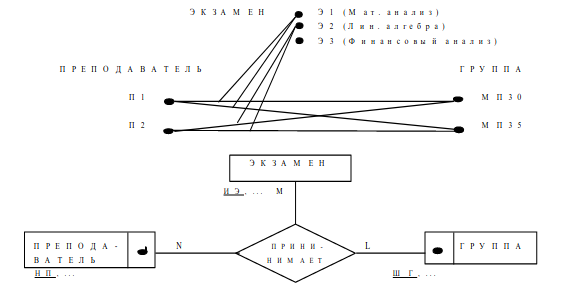 ЭКЗАМЕН
Э1 (Мат.анализ)
Э2 (Лин.алгебра)
Э3 (Финансовый анализ)
ПРЕПОДАВАТЕЛЬ
ГРУППА
П1
МП30
П2
МП35
ЭКЗАМЕН
ИЭ, ... М
ПРЕПОДА-
ВАТЕЛЬ
N
ПРИНИ-
МАЕТ
L
ГРУППА
НП, ...
ШГ, ...